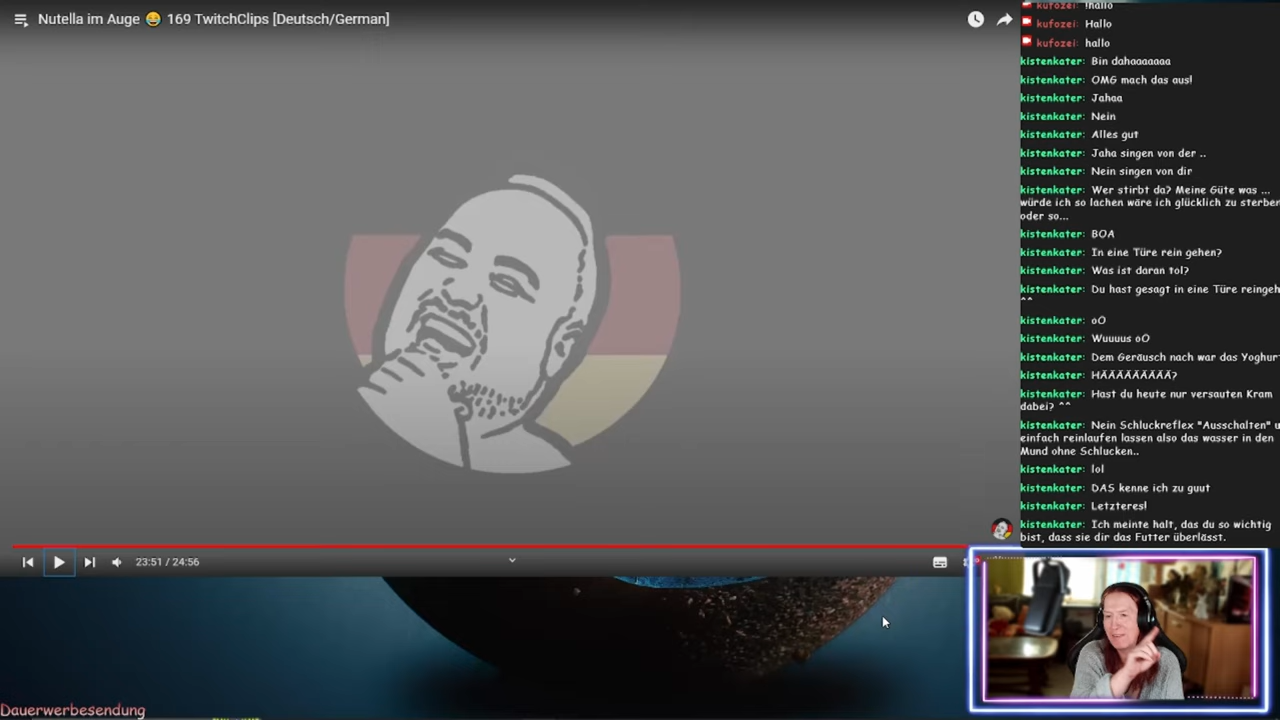 Nutella im Auge 😂 169 TwitchClips [Deutsch/German]
kufozei: !hallo
kufozei: Hallo
kufozei: hallo
kistenkater: Bin dahaaaaaaa
kistenkater: OMG mach das aus!
kistenkater: Jahaa
kistenkater: Nein
kistenkater: Alles gut
kistenkater: Jaha singen von der ..
kistenkater: Nein singen von dir
kistenkater: Wer stirbt da? Meine Güte was ...
würde ich so lachen wäre ich glücklich zu sterben
oder so...
kistenkater: BOA
kistenkater: In eine Türe rein gehen?
kistenkater: Was ist daran tol?
kistenkater: Du hast gesagt in eine Türe reingeh
^^
kistenkater: oO
kistenkater: Wuuuus oO
kistenkater: Dem Geräusch nach war das Yoghur
kistenkater: HÄÄÄÄÄÄÄÄÄ?
kistenkater: Hast du heute nur versauten Kram
dabei? ^^
kistenkater: Nein Schluckreflex "Ausschalten" u
einfach reinlaufen lassen also das wasser in den
Mund ohne Schlucken..
kistenkater: lol
kistenkater: DAS kenne ich zu guut
kistenkater: Letzteres!
kistenkater: Ich meinte halt, das du so wichtig
bist, dass sie dir das Futter überlässt.
23:51 / 24:56
Dauerwerbesendung